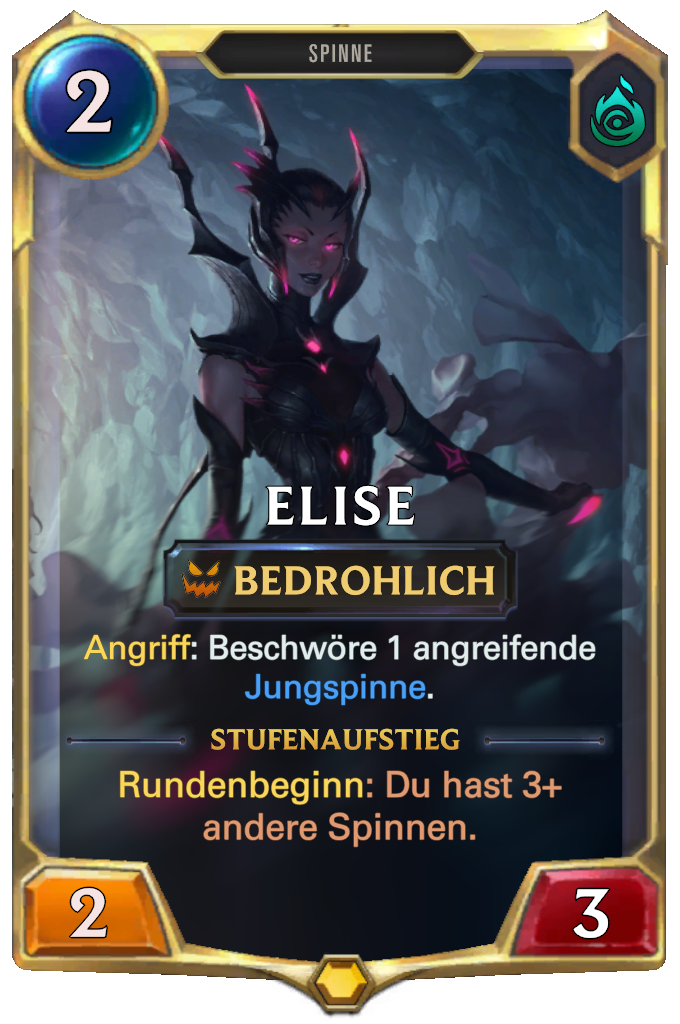 SPINNE
2
ELISE
BEDROHLICH
Angriff: Beschwöre 1 angreifende
Jungspinne.
STUFENAUFSTIEG
Rundenbeginn: Du hast 3+
andere Spinnen.
2
3